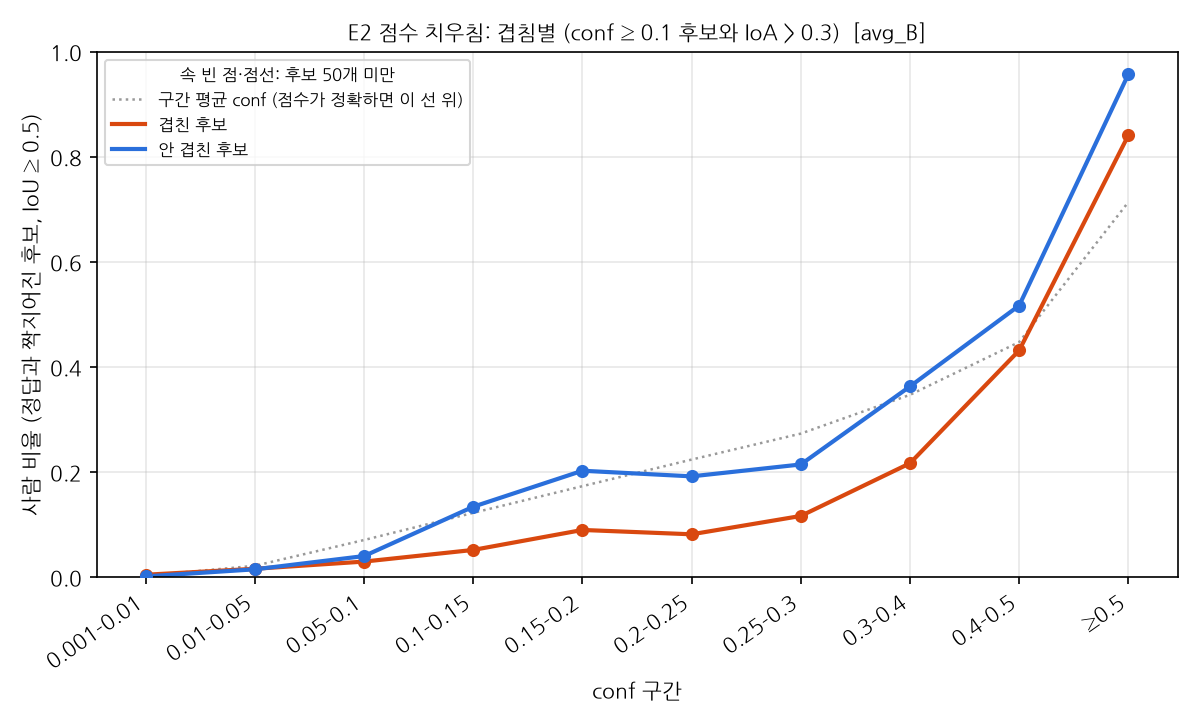 E2 점수 치우침: 겹침별 (conf ≥ 0.1 후보와 IoA > 0.3)  [avg_B]
속 빈 점·점선: 후보 50개 미만
구간 평균 conf (점수가 정확하면 이 선 위)
겹친 후보
안 겹친 후보
사람 비율 (정답과 짝지어진 후보, IoU ≥ 0.5)
1.0
0.8
0.6
0.4
0.2
0.0
0.001-0.01
0.01-0.05
0.05-0.1
0.1-0.15
0.15-0.2
0.2-0.25
0.25-0.3
0.3-0.4
0.4-0.5
≥0.5
conf 구간